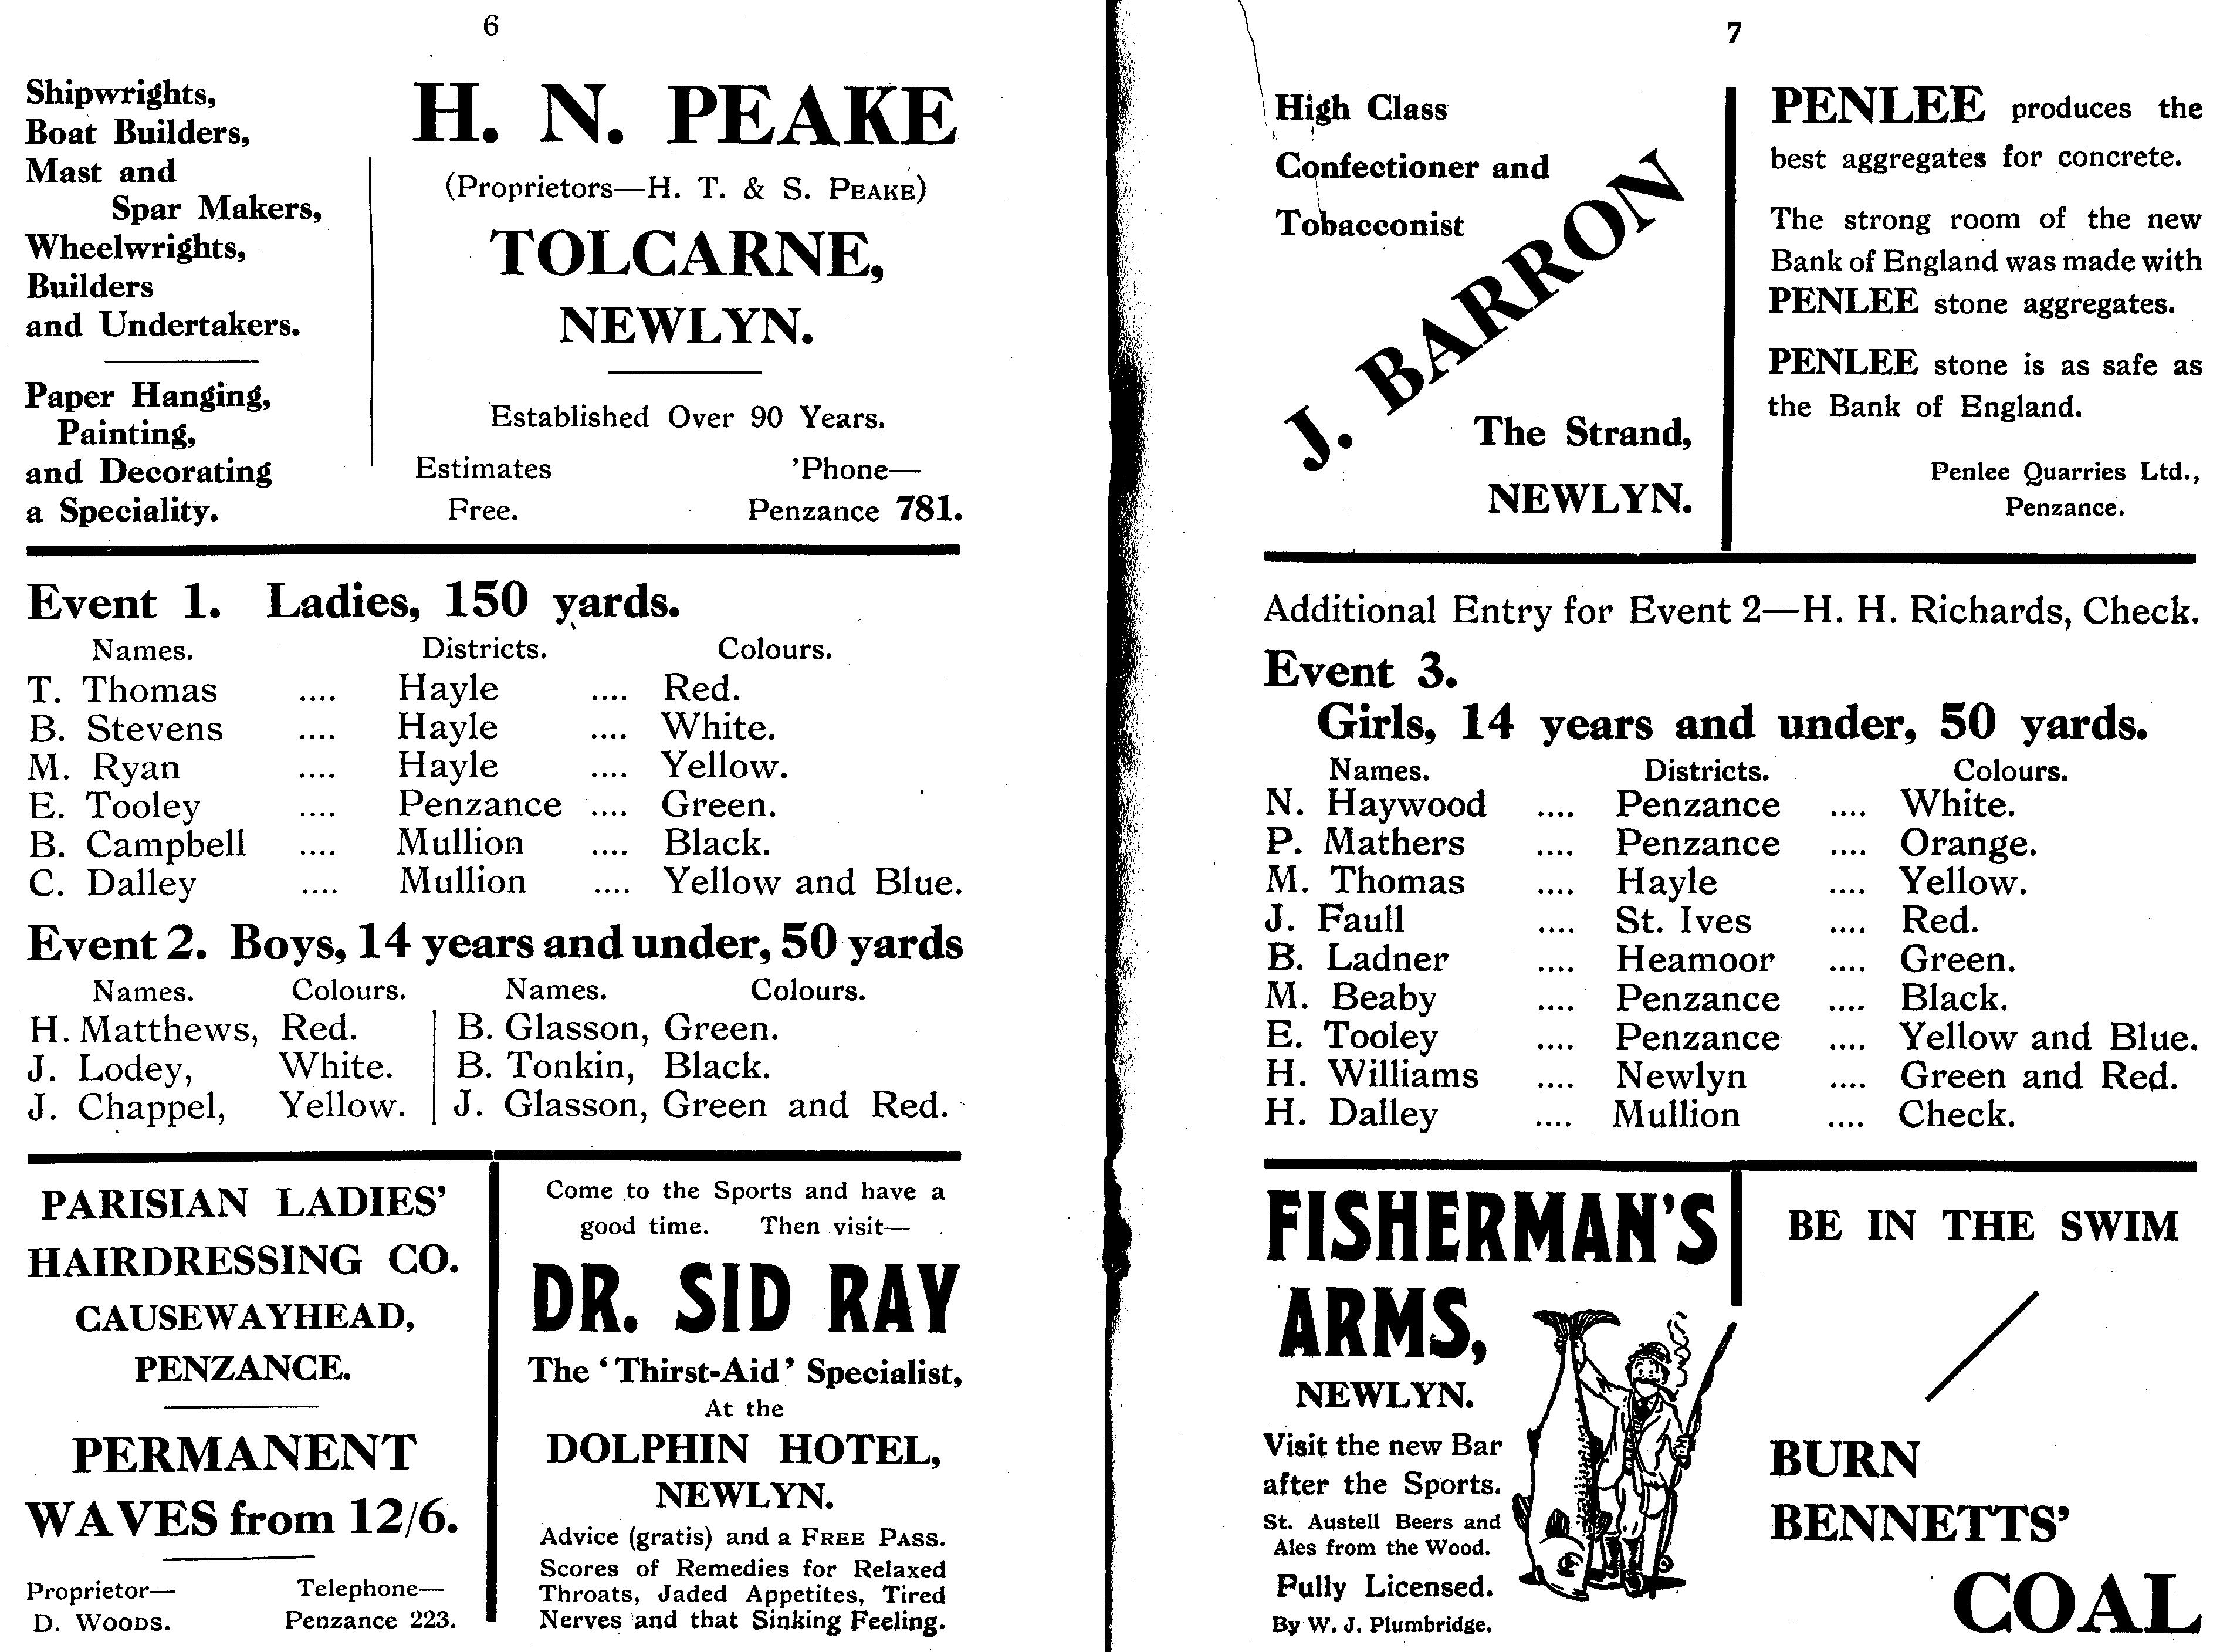 6
Shipwrights,
Boat Builders,
Mast and
Spar Makers,
Wheelwrights,
Builders
and Undertakers.
Paper Hanging,
Painting,
and Decorating
a Speciality.
H. N. PEAKE
(Proprietors—H. T. & S. PEAKE)
TOLCARNE,
NEWLYN.
Established Over 90 Years.
Estimates 'Phone—
Free. Penzance 781.
Event 1. Ladies, 150 yards.
Names. Districts. Colours.
T. Thomas .... Hayle .... Red.
B. Stevens .... Hayle .... White.
M. Ryan .... Hayle .... Yellow.
E. Tooley .... Penzance .... Green.
B. Campbell .... Mullion .... Black.
C. Dalley .... Mullion .... Yellow and Blue.
Event 2. Boys, 14 years and under, 50 yards
Names. Colours. Names. Colours.
H. Matthews, Red. B. Glasson, Green.
J. Lodey, White. B. Tonkin, Black.
J. Chappel, Yellow. J. Glasson, Green and Red.
PARISIAN LADIES'
HAIRDRESSING CO.
CAUSEWAYHEAD,
PENZANCE.
PERMANENT
WAVES from 12/6.
Proprietor— Telephone—
D. WOODS. Penzance 223.
Come to the Sports and have a
good time. Then visit—
DR. SID RAY
The 'Thirst-Aid' Specialist,
At the
DOLPHIN HOTEL,
NEWLYN.
Advice (gratis) and a FREE PASS.
Scores of Remedies for Relaxed
Throats, Jaded Appetites, Tired
Nerves and that Sinking Feeling.
7
High Class
Confectioner and
Tobacconist
J. BARRON
The Strand,
NEWLYN.
PENLEE produces the
best aggregates for concrete.
The strong room of the new
Bank of England was made with
PENLEE stone aggregates.
PENLEE stone is as safe as
the Bank of England.
Penlee Quarries Ltd.,
Penzance.
Additional Entry for Event 2—H. H. Richards, Check.
Event 3.
Girls, 14 years and under, 50 yards.
Names. Districts. Colours.
N. Haywood .... Penzance .... White.
P. Mathers .... Penzance .... Orange.
M. Thomas .... Hayle .... Yellow.
J. Faull .... St. Ives .... Red.
B. Ladner .... Heamoor .... Green.
M. Beaby .... Penzance .... Black.
E. Tooley .... Penzance .... Yellow and Blue.
H. Williams .... Newlyn .... Green and Red.
H. Dalley .... Mullion .... Check.
FISHERMAN'S
ARMS,
NEWLYN.
Visit the new Bar
after the Sports.
St. Austell Beers and
Ales from the Wood.
Fully Licensed.
By W. J. Plumbridge.
BE IN THE SWIM
BURN
BENNETTS'
COAL